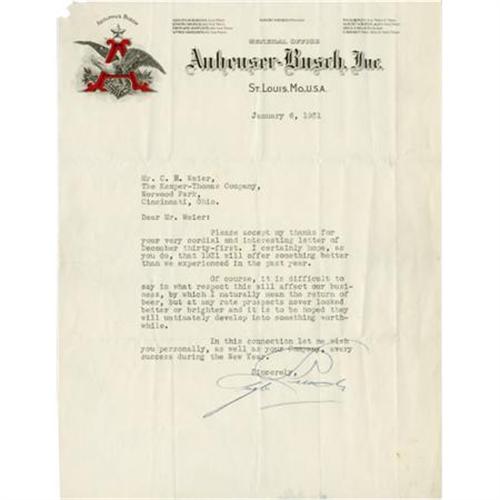 Anheuser-Busch
GENERAL OFFICE
Anheuser-Busch, Inc.
ST. LOUIS, MO., U.S.A.
January 6, 1931
Mr. C. H. Weier,
The Kemper-Thomas Company,
Norwood Park,
Cincinnati, Ohio.
Dear Mr. Weier:
Please accept my thanks for
your very cordial and interesting letter of
December thirty-first. I certainly hope, as
you do, that 1931 will offer something better
than we experienced in the past year.
Of course, it is difficult to
say in what respect this will affect our busi-
ness, by which I naturally mean the return of
beer, but at any rate prospects never looked
better or brighter and it is to be hoped they
will untimately develop into something worth-
while.
In this connection let me wish
you personally, as well as your Company, every
success during the New Year.
Sincerely,